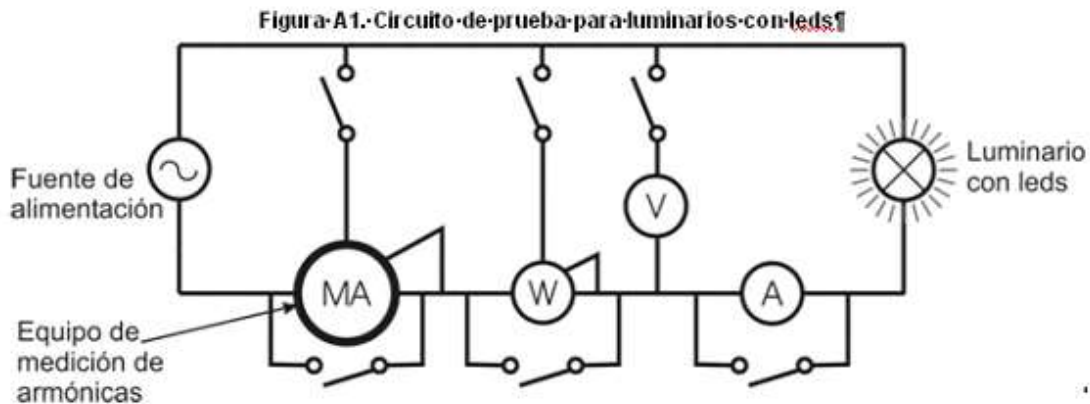 Figura·A1.·Circuito·de·prueba·para·luminarios·con·leds¶
Fuente de
alimentación
V
Luminario
con leds
MA
W
A
Equipo de
medición de
armónicas